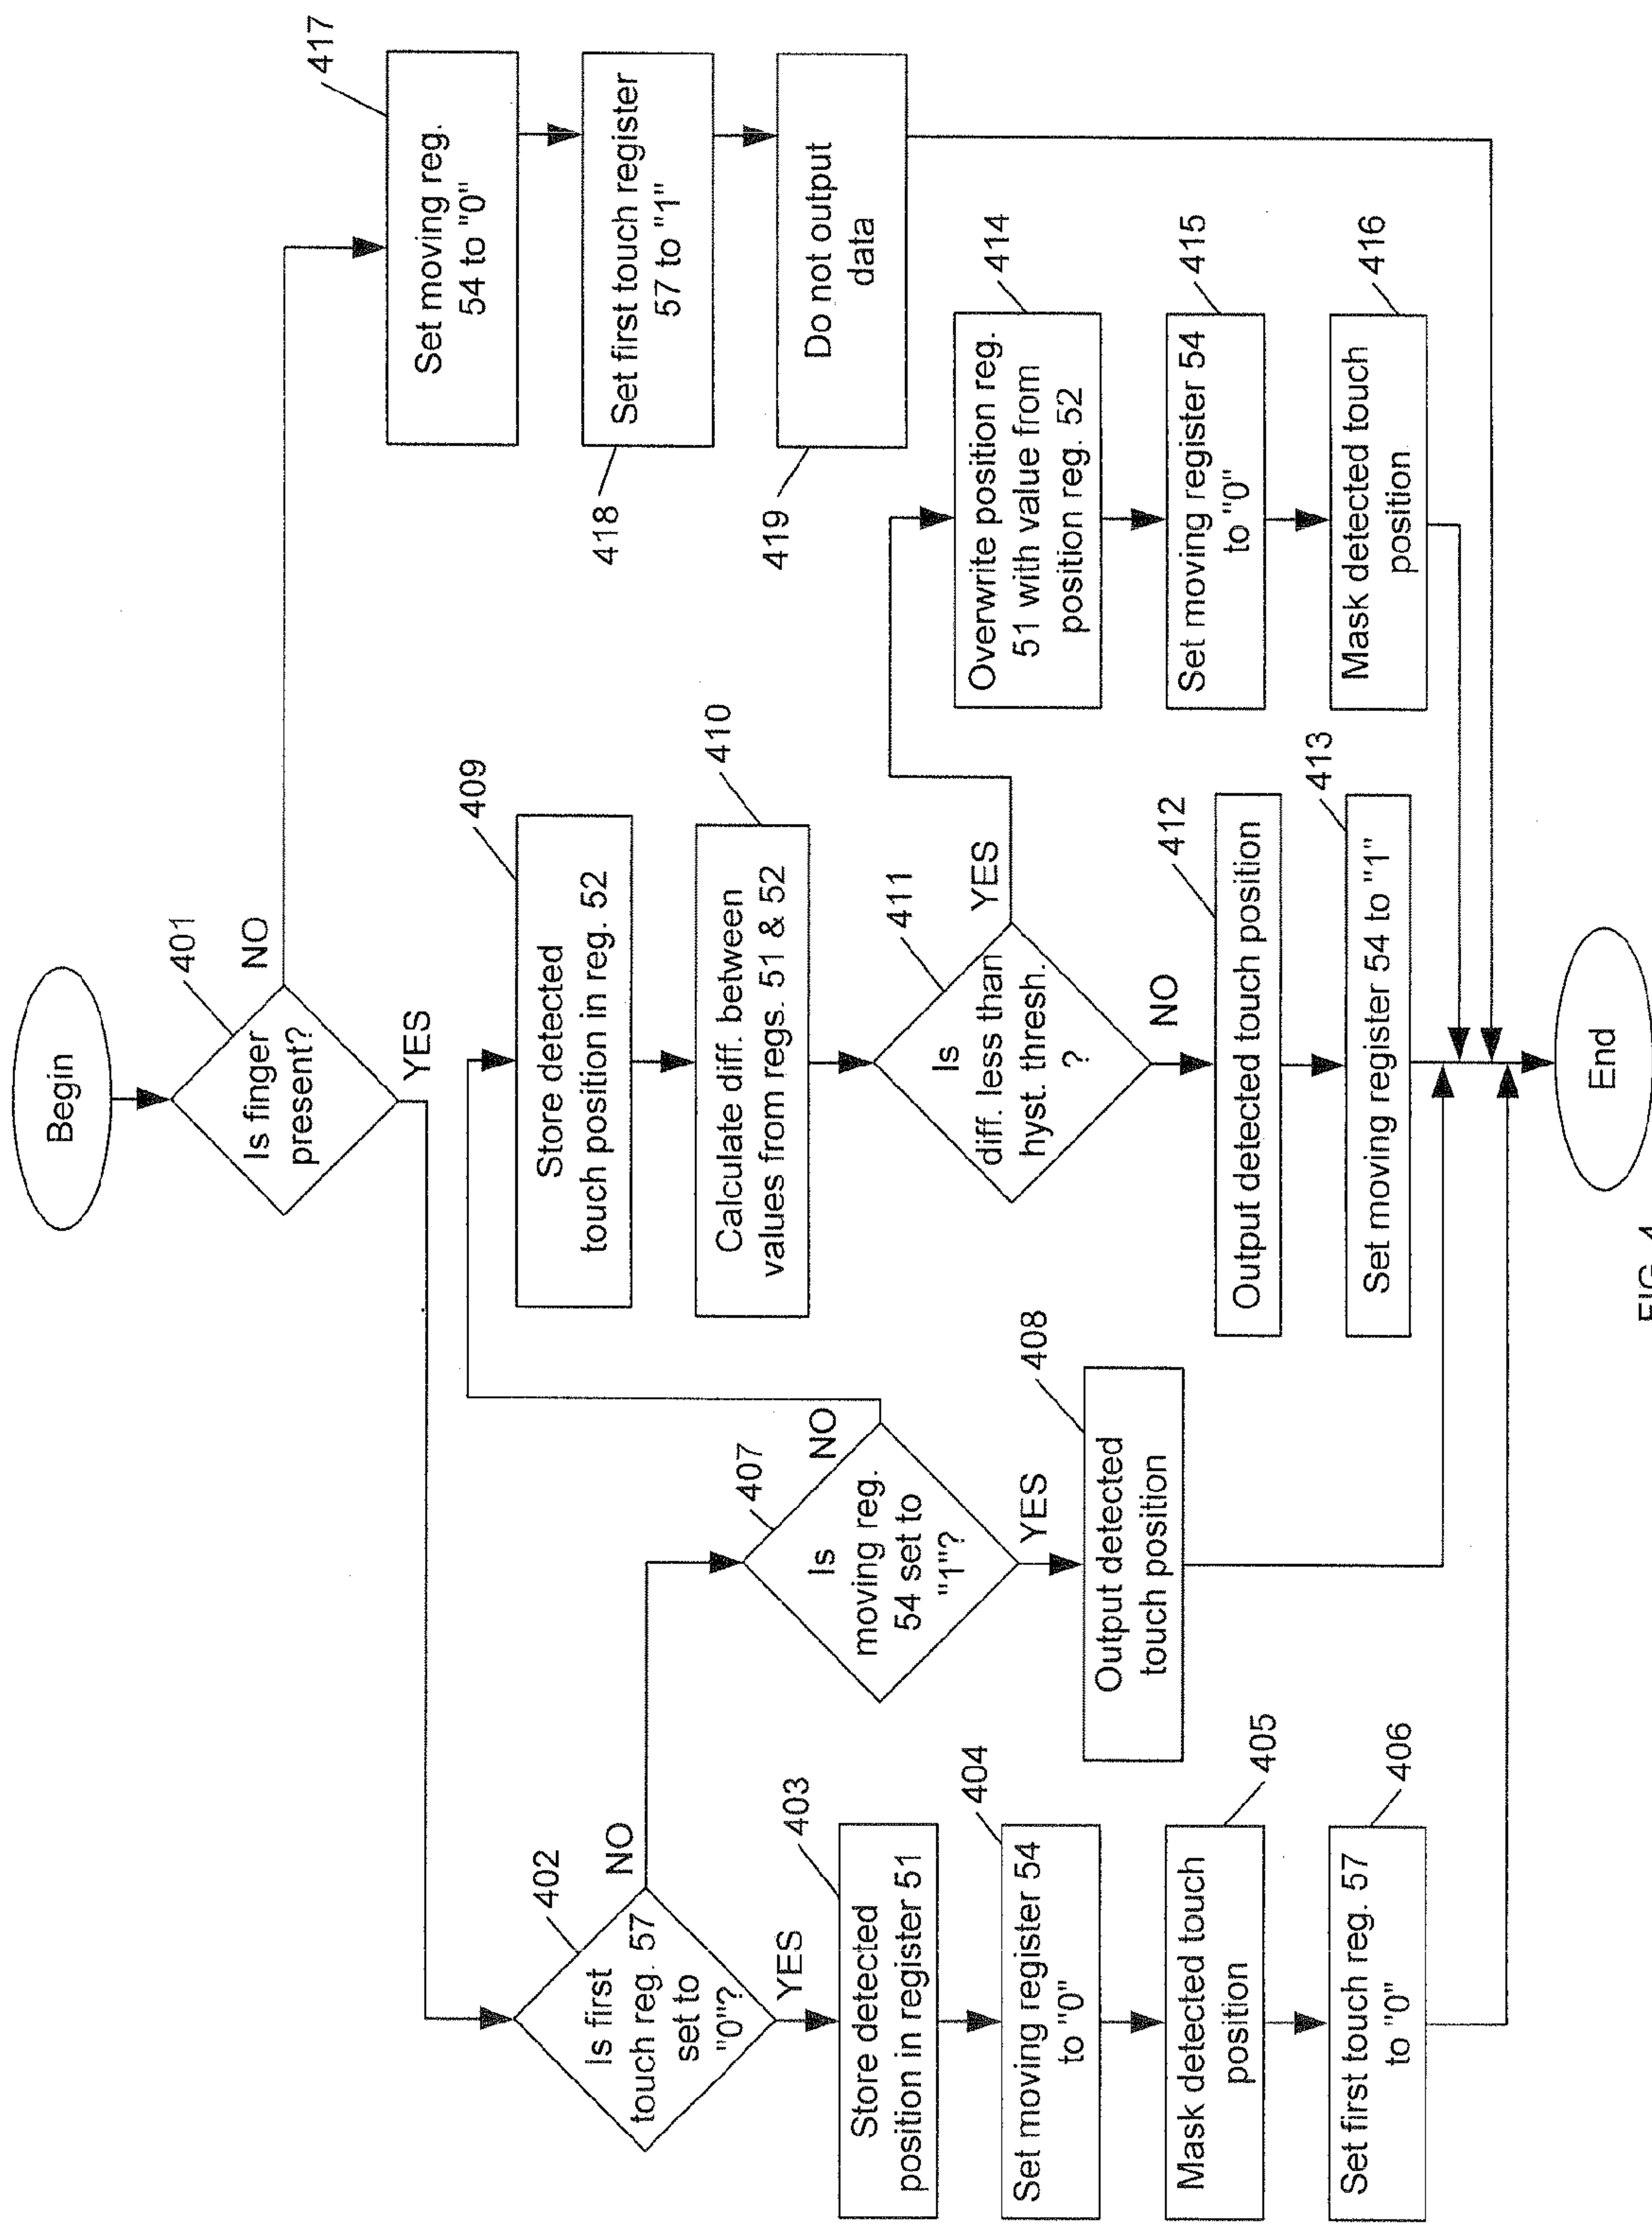 Begin
401
Is finger
present?
NO
YES
402
Is first
touch reg. 57
set to
"0"?
NO
YES
403
Store detected
position in register 51
404
Set moving register 54
to "0"
405
Mask detected touch
position
406
Set first touch reg. 57
to "0"
407
Is
moving reg.
54 set to
"1"?
NO
YES
408
Output detected
touch position
409
Store detected
touch position in reg. 52
410
Calculate diff. between
values from regs. 51 & 52
411
Is
diff. less than
hyst. thresh.
?
YES
NO
412
Output detected touch position
413
Set moving register 54 to "1"
414
Overwrite position reg.
51 with value from
position reg. 52
415
Set moving register 54
to "0"
416
Mask detected touch
position
417
Set moving reg.
54 to "0"
418
Set first touch register
57 to "1"
419
Do not output
data
End
FIG. 4